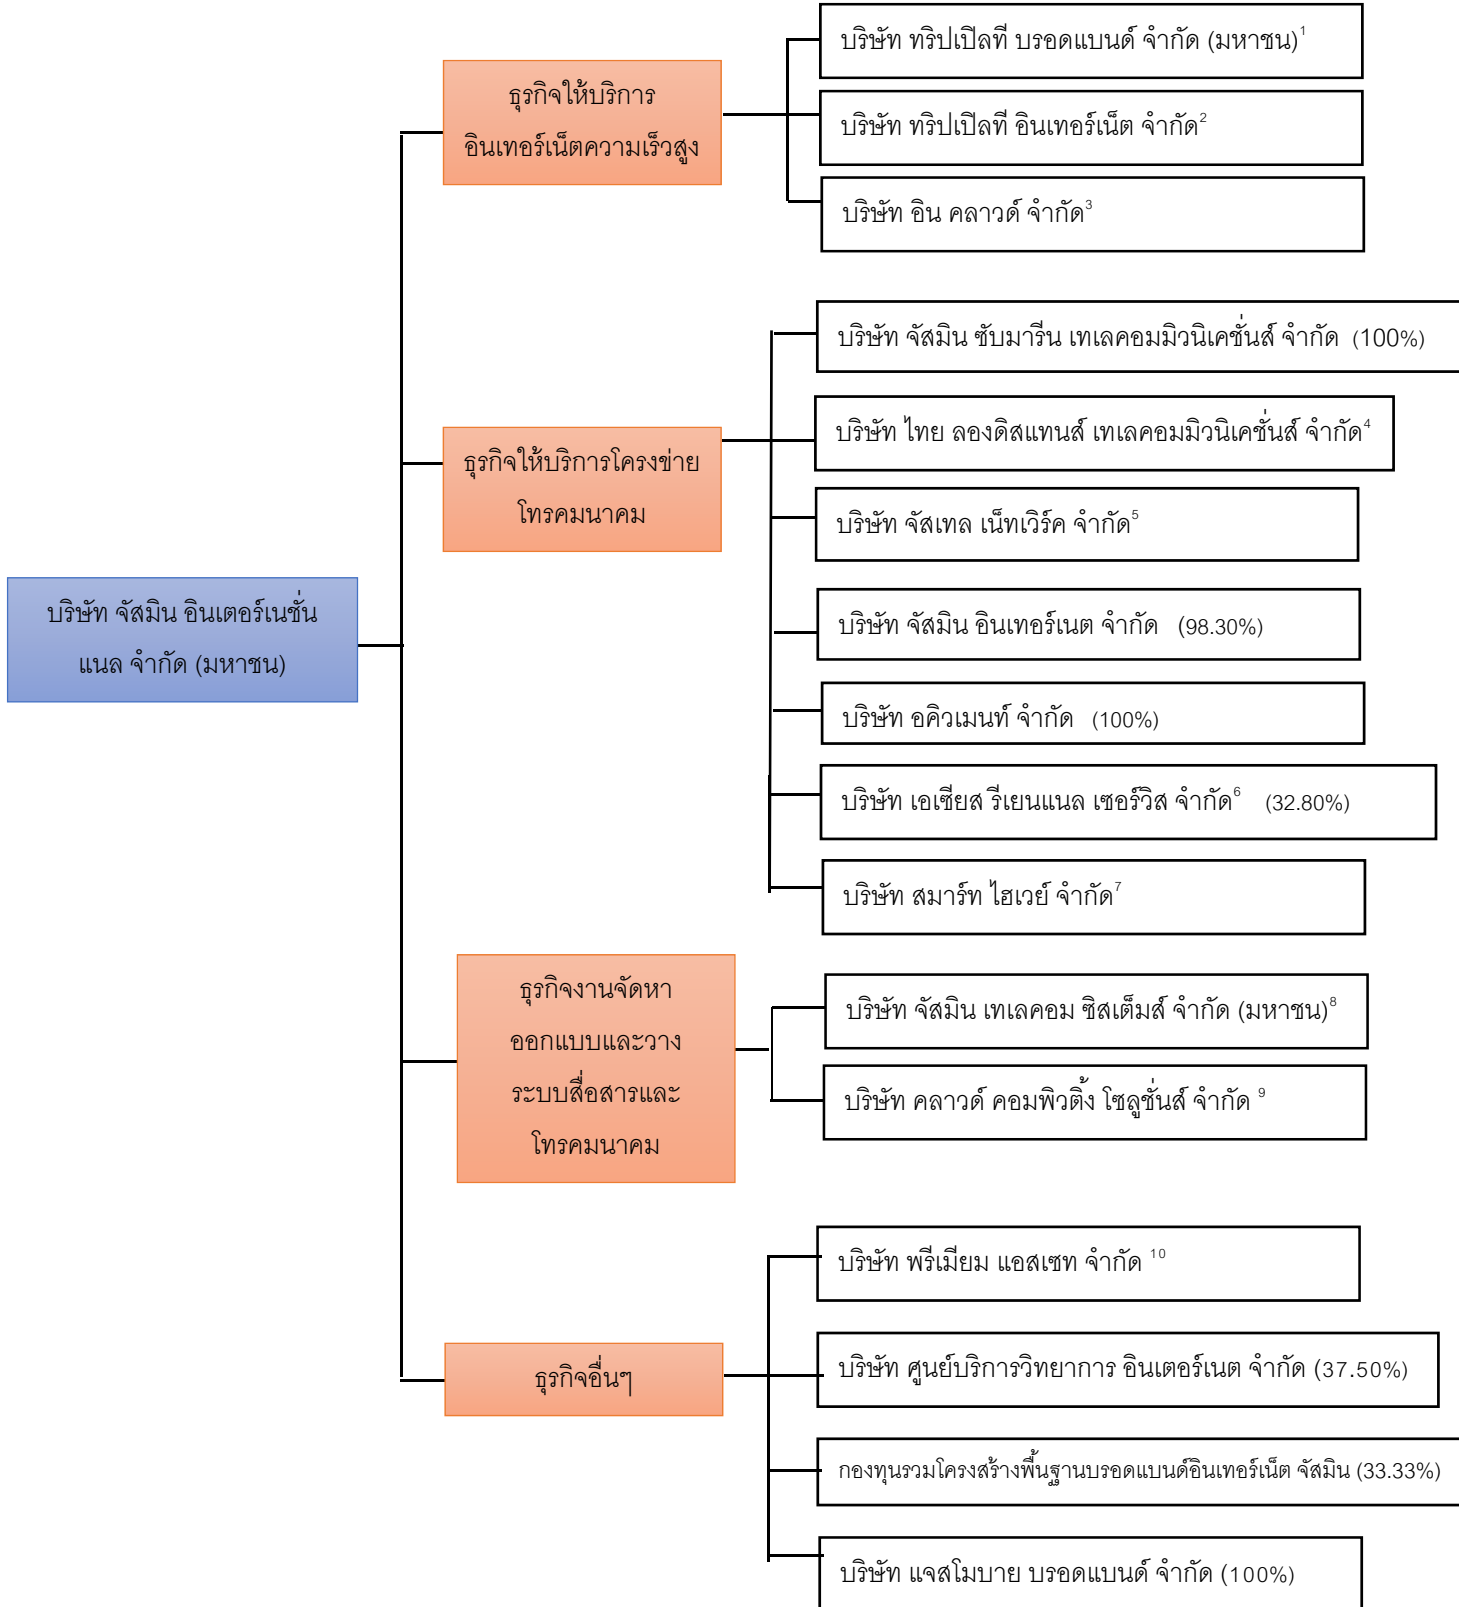 บริษัท จัสมิน อินเตอร์เนชั่น
แนล จำกัด (มหาชน)
ธุรกิจให้บริการ
อินเทอร์เน็ตความเร็วสูง
บริษัท ทริปเปิลที บรอดแบนด์ จำกัด (มหาชน)¹
บริษัท ทริปเปิลที อินเทอร์เน็ต จำกัด²
บริษัท อิน คลาวด์ จำกัด³
ธุรกิจให้บริการโครงข่าย
โทรคมนาคม
บริษัท จัสมิน ซับมารีน เทเลคอมมิวนิเคชั่นส์ จำกัด (100%)
บริษัท ไทย ลองดิสแทนส์ เทเลคอมมิวนิเคชั่นส์ จำกัด⁴
บริษัท จัสเทล เน็ทเวิร์ค จำกัด⁵
บริษัท จัสมิน อินเทอร์เนต จำกัด (98.30%)
บริษัท อคิวเมนท์ จำกัด (100%)
บริษัท เอเซียส รีเยนแนล เซอร์วิส จำกัด⁶ (32.80%)
บริษัท สมาร์ท ไฮเวย์ จำกัด⁷
ธุรกิจงานจัดหา
ออกแบบและวาง
ระบบสื่อสารและ
โทรคมนาคม
บริษัท จัสมิน เทเลคอม ซิสเต็มส์ จำกัด (มหาชน)⁸
บริษัท คลาวด์ คอมพิวติ้ง โซลูชั่นส์ จำกัด ⁹
ธุรกิจอื่นๆ
บริษัท พรีเมียม แอสเซท จำกัด ¹⁰
บริษัท ศูนย์บริการวิทยาการ อินเตอร์เนต จำกัด (37.50%)
กองทุนรวมโครงสร้างพื้นฐานบรอดแบนด์อินเทอร์เน็ต จัสมิน (33.33%)
บริษัท แจสโมบาย บรอดแบนด์ จำกัด (100%)